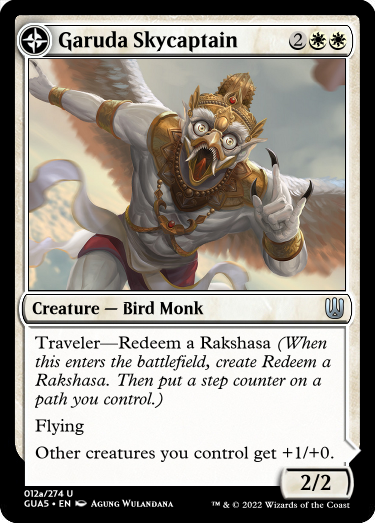 Garuda Skycaptain 2
Creature — Bird Monk
Traveler—Redeem a Rakshasa (When
this enters the battlefield, create Redeem a
Rakshasa. Then put a step counter on a
path you control.)
Flying
Other creatures you control get +1/+0.
2/2
012a/274 U
GUA5 • EN Agung Wulandana
™ & © 2022 Wizards of the Coast